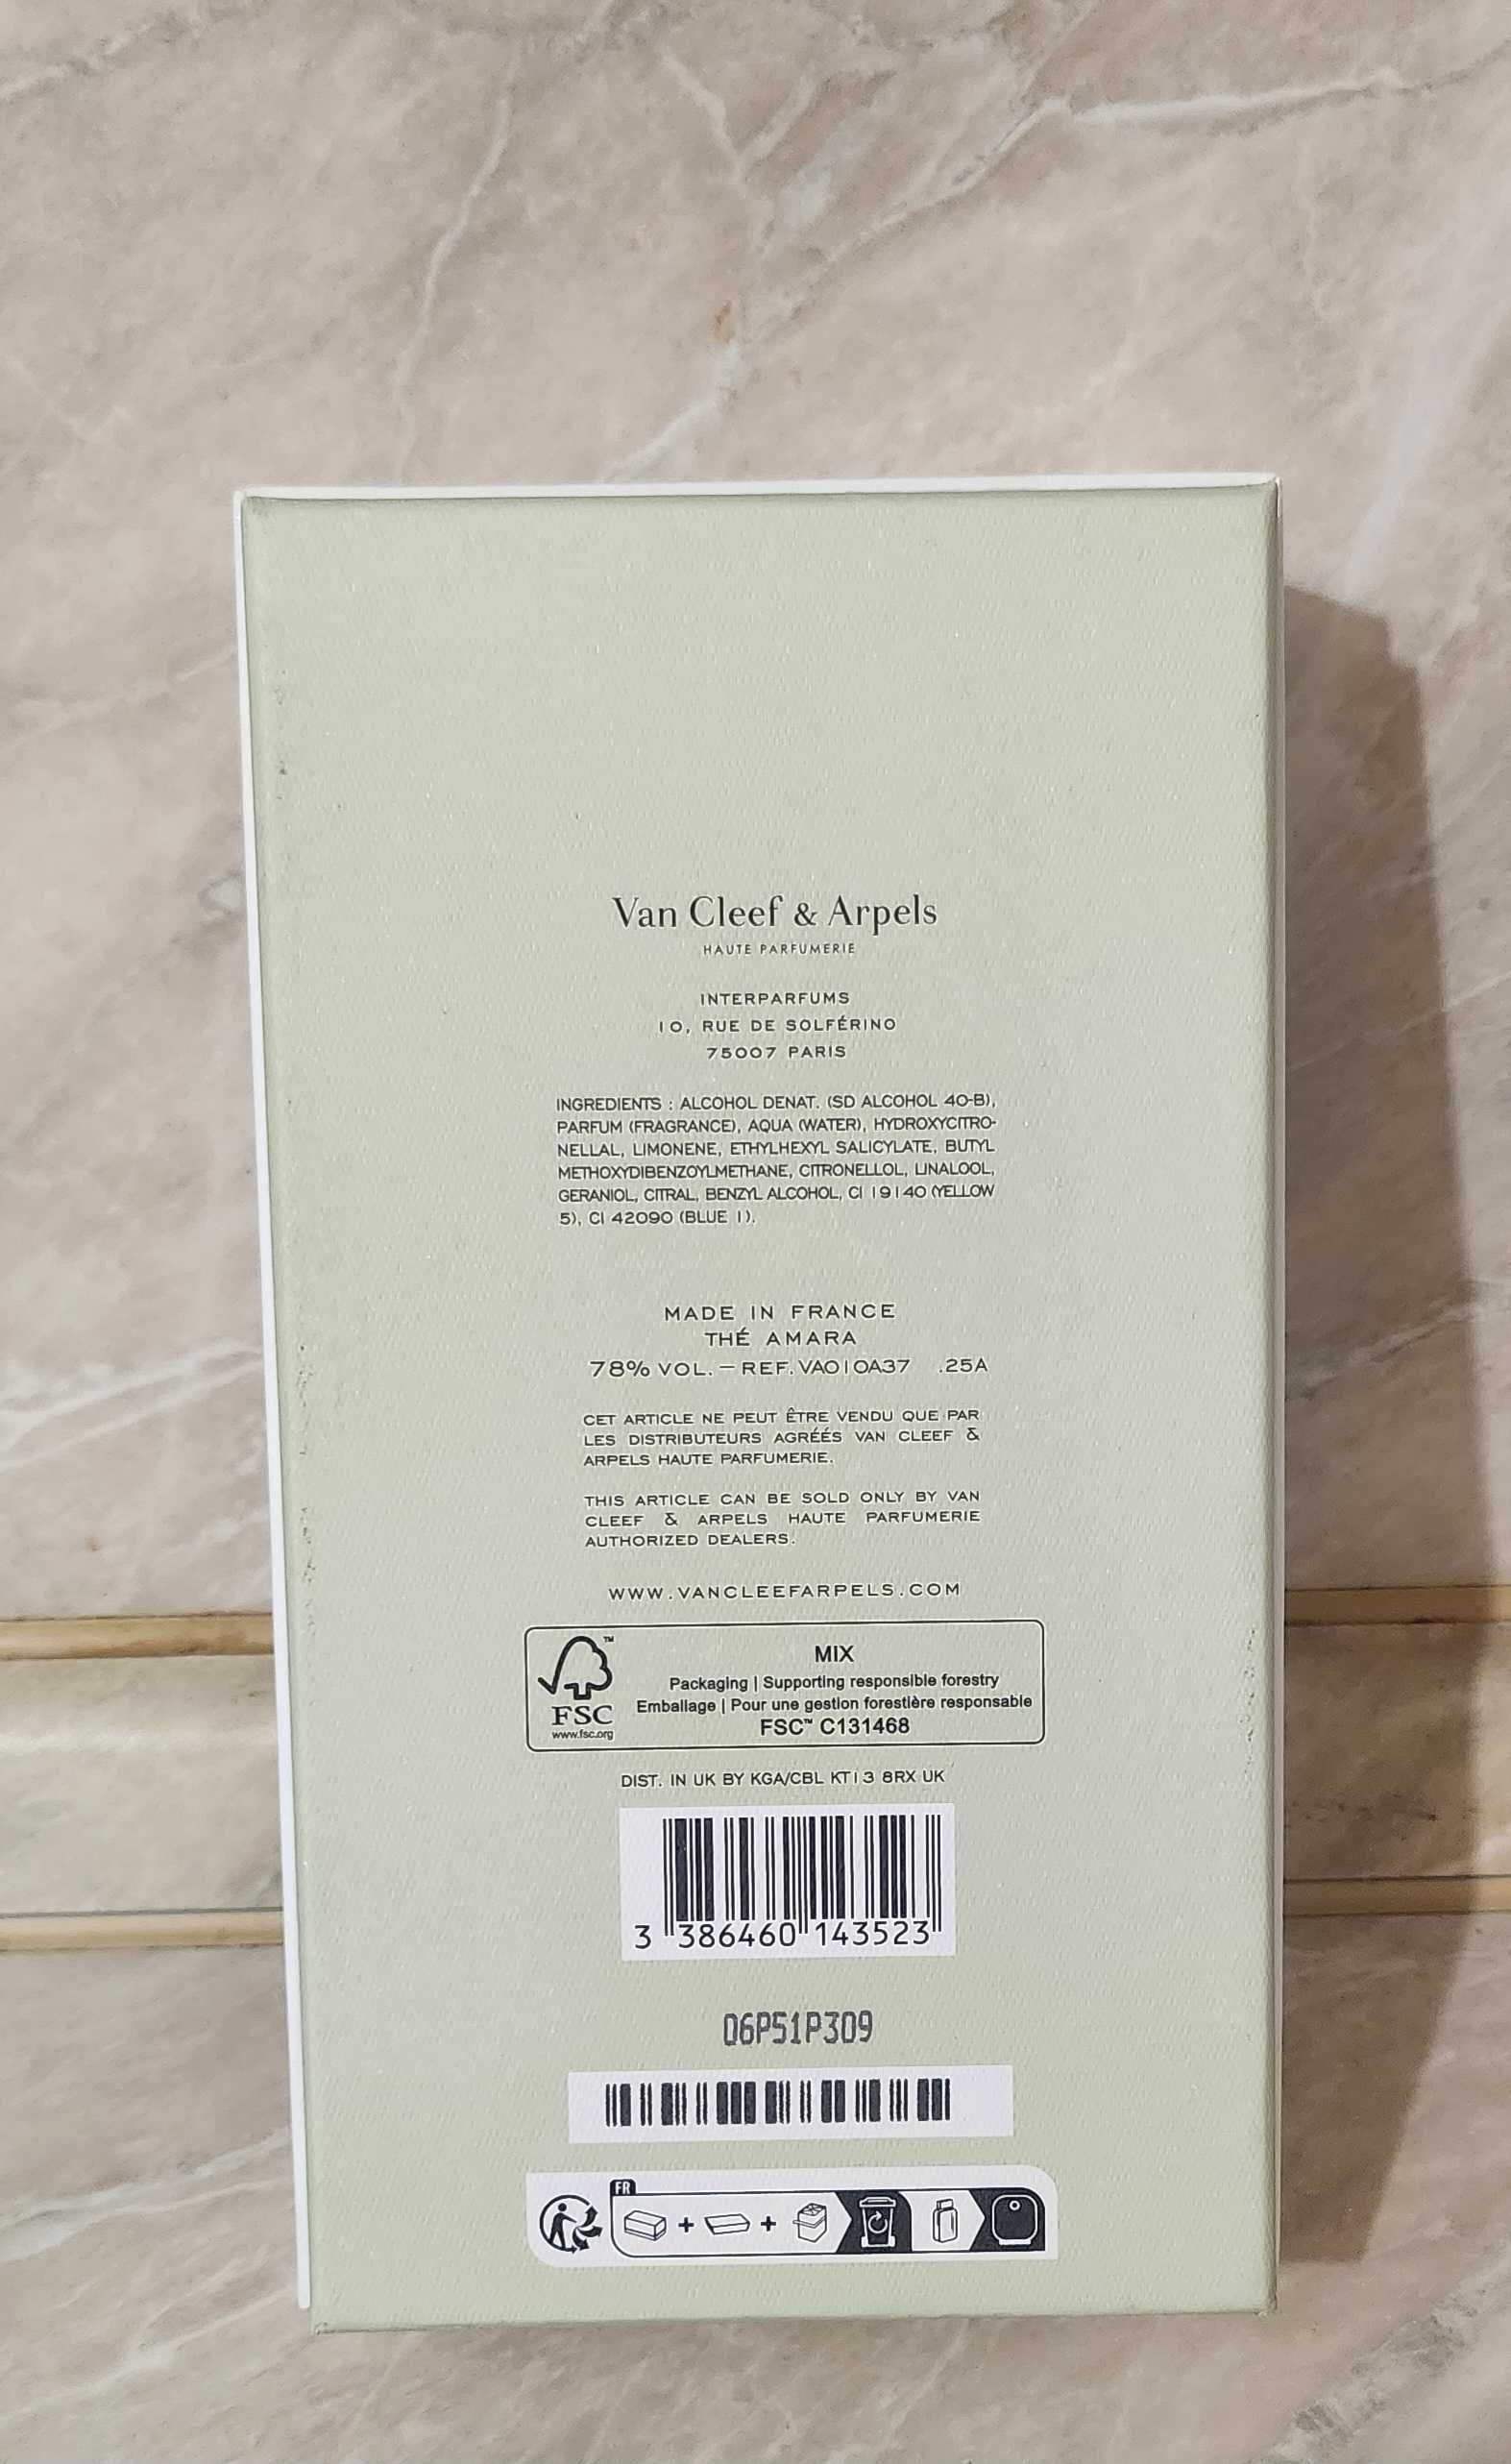 Van Cleef & Arpels
HAUTE PARFUMERIE
INTERPARFUMS
10, RUE DE SOLFÉRINO
75007 PARIS
INGREDIENTS : ALCOHOL DENAT. (SD ALCOHOL 40-B),
PARFUM (FRAGRANCE), AQUA (WATER), HYDROXYCITRO-
NELLAL, LIMONENE, ETHYLHEXYL SALICYLATE, BUTYL
METHOXYDIBENZOYLMETHANE, CITRONELLOL, LINALOOL,
GERANIOL, CITRAL, BENZYL ALCOHOL, CI 19140 (YELLOW
5), CI 42090 (BLUE 1).
MADE IN FRANCE
THÉ AMARA
78% VOL. – REF. VA010A37 .25A
CET ARTICLE NE PEUT ÊTRE VENDU QUE PAR
LES DISTRIBUTEURS AGRÉÉS VAN CLEEF &
ARPELS HAUTE PARFUMERIE.
THIS ARTICLE CAN BE SOLD ONLY BY VAN
CLEEF & ARPELS HAUTE PARFUMERIE
AUTHORIZED DEALERS.
WWW.VANCLEEFARPELS.COM
FSC™
www.fsc.org
MIX
Packaging | Supporting responsible forestry
Emballage | Pour une gestion forestière responsable
FSC™ C131468
DIST. IN UK BY KGA/CBL KT13 8RX UK
3 386460 143523
06P51P309
FR